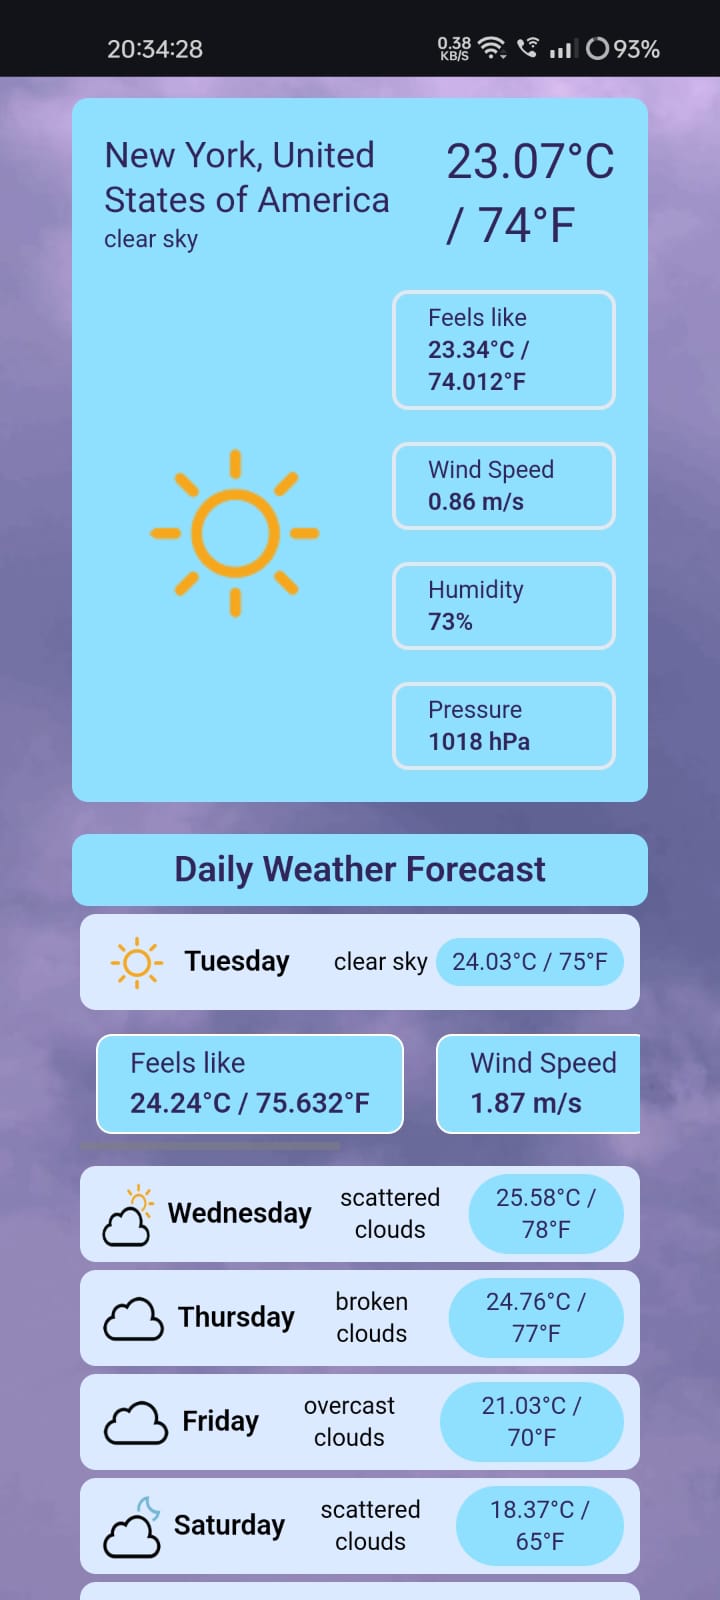 20:34:28
0.38
KB/S
93%
New York, United
States of America
clear sky
23.07°C
/ 74°F
Feels like
23.34°C /
74.012°F
Wind Speed
0.86 m/s
Humidity
73%
Pressure
1018 hPa
Daily Weather Forecast
Tuesday
clear sky
24.03°C / 75°F
Feels like
24.24°C / 75.632°F
Wind Speed
1.87 m/s
Wednesday
scattered
clouds
25.58°C /
78°F
Thursday
broken
clouds
24.76°C /
77°F
Friday
overcast
clouds
21.03°C /
70°F
Saturday
scattered
clouds
18.37°C /
65°F